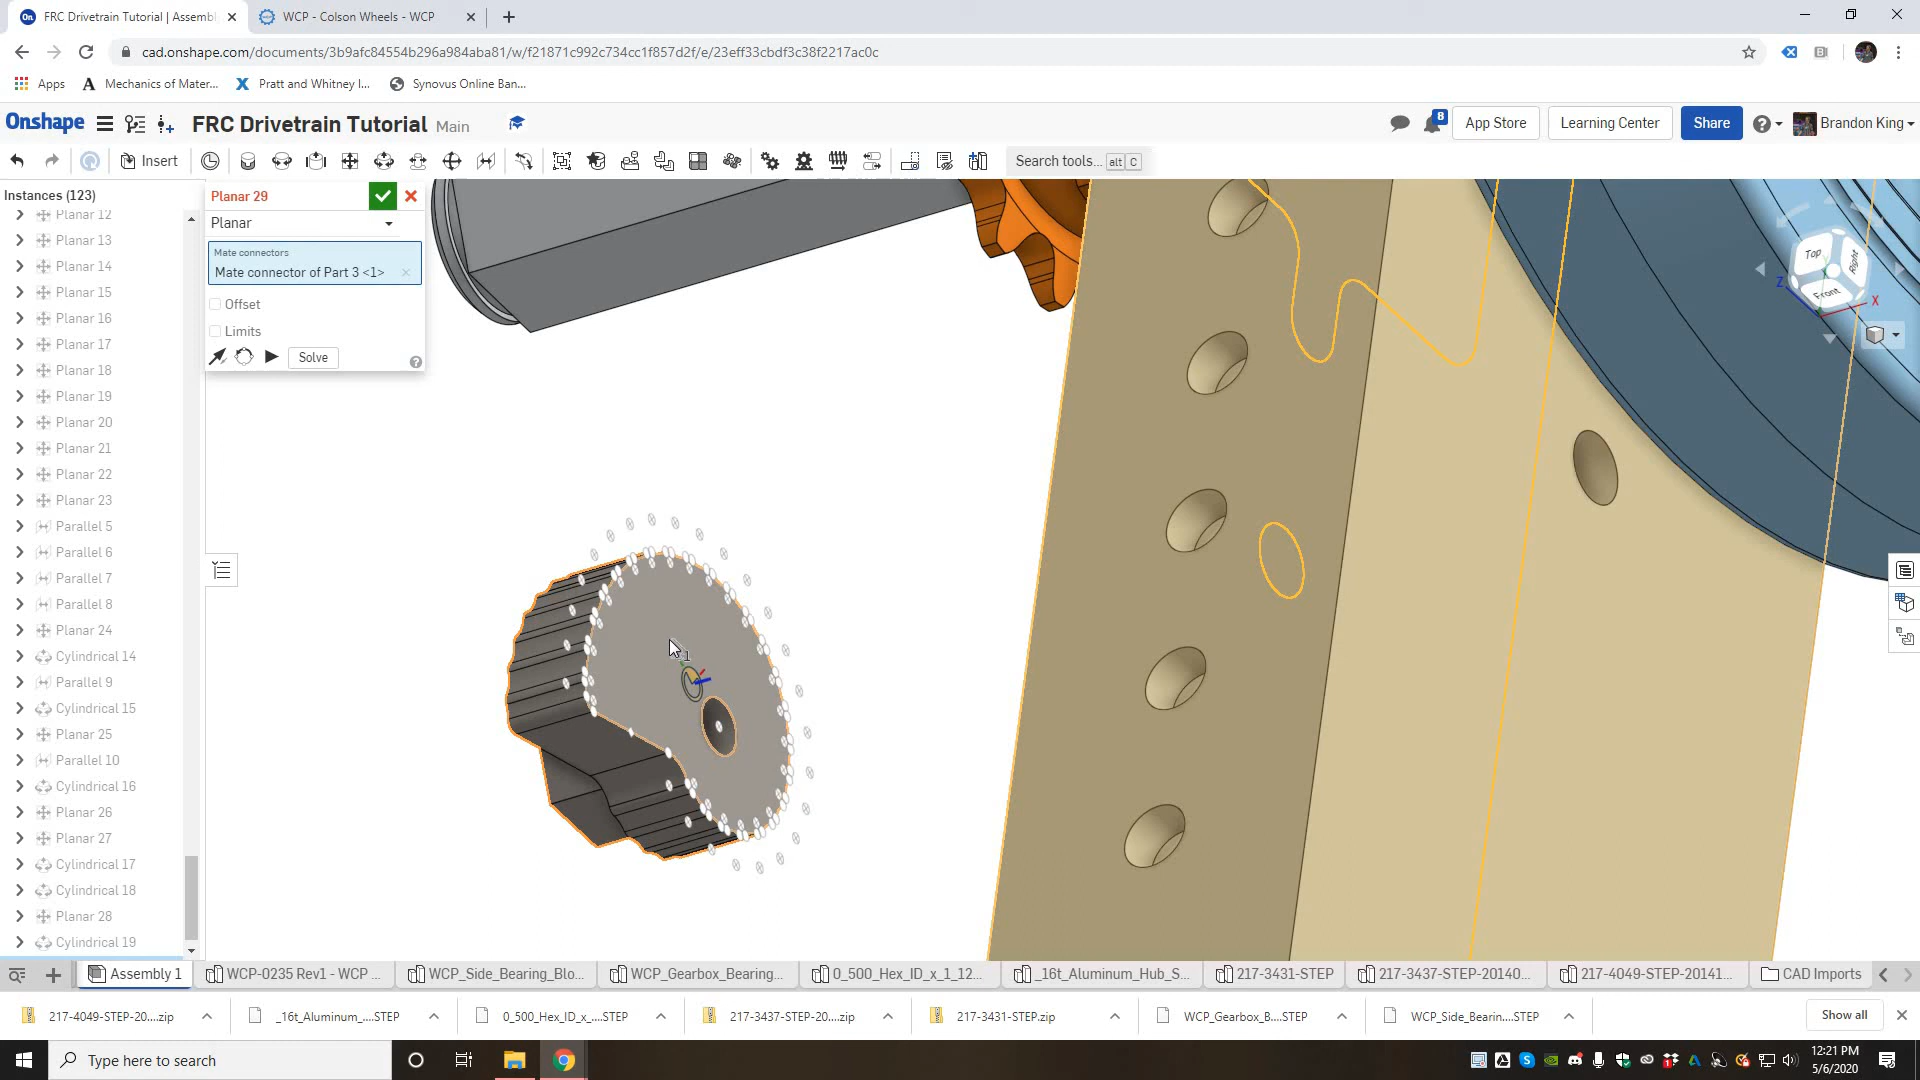 FRC Drivetrain Tutorial | Assembl
WCP - Colson Wheels - WCP
cad.onshape.com/documents/3b9afc84554b296a984aba81/w/f21871c992c734cc1f857d2f/e/23eff33cbdf3c38f2217ac0c
Apps
Mechanics of Mater...
Pratt and Whitney I...
Synovus Online Ban...
Onshape
FRC Drivetrain Tutorial Main
8
App Store
Learning Center
Share
Brandon King
Insert
Search tools... alt C
Instances (123)
Planar 12
Planar 13
Planar 14
Planar 15
Planar 16
Planar 17
Planar 18
Planar 19
Planar 20
Planar 21
Planar 22
Planar 23
Parallel 5
Parallel 6
Parallel 7
Parallel 8
Planar 24
Cylindrical 14
Parallel 9
Cylindrical 15
Planar 25
Parallel 10
Cylindrical 16
Planar 26
Planar 27
Cylindrical 17
Cylindrical 18
Planar 28
Cylindrical 19
Planar 29
Planar
Mate connectors
Mate connector of Part 3 <1>
Offset
Limits
Solve
1
Top
Right
Front
Z
X
Y
Assembly 1
WCP-0235 Rev1 - WCP ...
WCP_Side_Bearing_Blo...
WCP_Gearbox_Bearing...
0_500_Hex_ID_x_1_12...
_16t_Aluminum_Hub_S...
217-3431-STEP
217-3437-STEP-20140...
217-4049-STEP-20141...
CAD Imports
217-4049-STEP-20....zip
_16t_Aluminum_....STEP
0_500_Hex_ID_x_....STEP
217-3437-STEP-20....zip
217-3431-STEP.zip
WCP_Gearbox_B....STEP
WCP_Side_Bearin....STEP
Show all
Type here to search
12:21 PM
5/6/2020